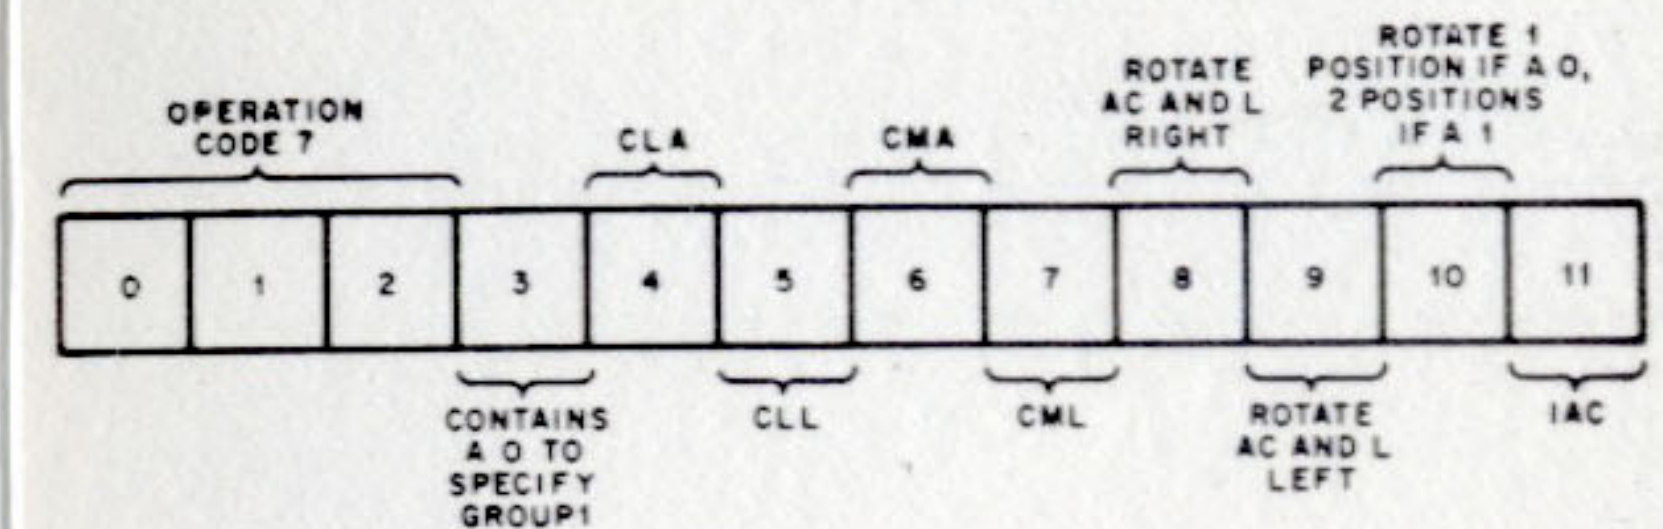 OPERATION
CODE 7
CLA
CMA
ROTATE
AC AND L
RIGHT
ROTATE 1
POSITION IF A 0,
2 POSITIONS
IF A 1
0 1 2 3 4 5 6 7 8 9 10 11
CONTAINS
A 0 TO
SPECIFY
GROUP1
CLL
CML
ROTATE
AC AND L
LEFT
IAC